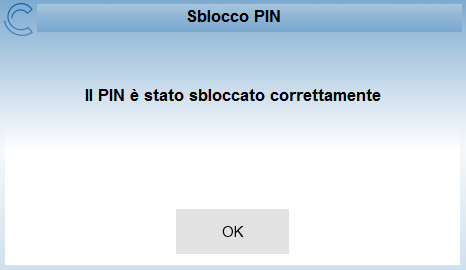 Sblocco PIN
Il PIN è stato sbloccato correttamente
OK